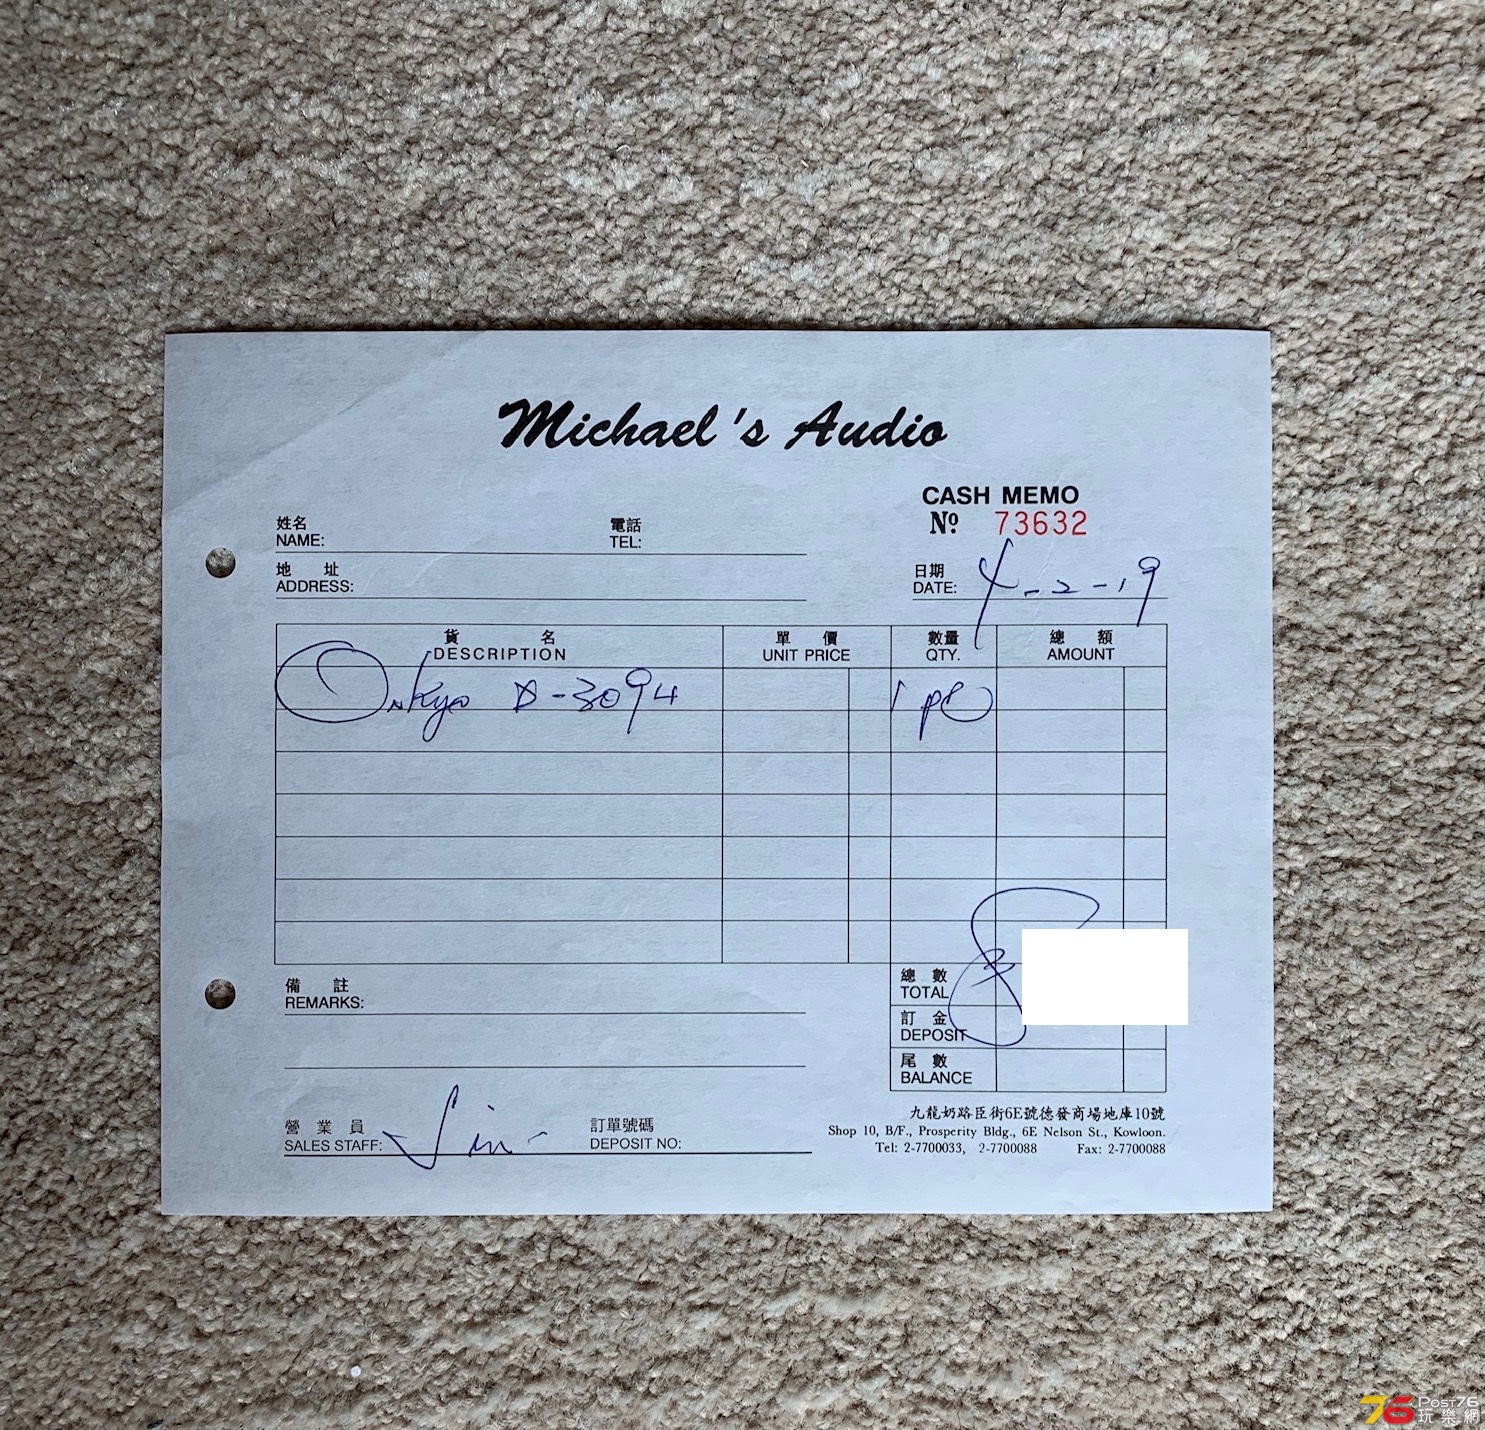 Michael's Audio
CASH MEMO
Nº 73632
姓名 電話
NAME: TEL:
地址
ADDRESS:
日期
DATE: 4-2-19
貨名 單價 數量 總額
DESCRIPTION UNIT PRICE QTY. AMOUNT
Onkyo D-3094 1 pc
總數
TOTAL
訂金
DEPOSIT
尾數
BALANCE
備註
REMARKS:
營業員 訂單號碼
SALES STAFF: DEPOSIT NO:
九龍奶路臣街6E號德發商場地庫10號
Shop 10, B/F., Prosperity Bldg., 6E Nelson St., Kowloon.
Tel: 2-7700033, 2-7700088 Fax: 2-7700088
76 Post76
玩樂網